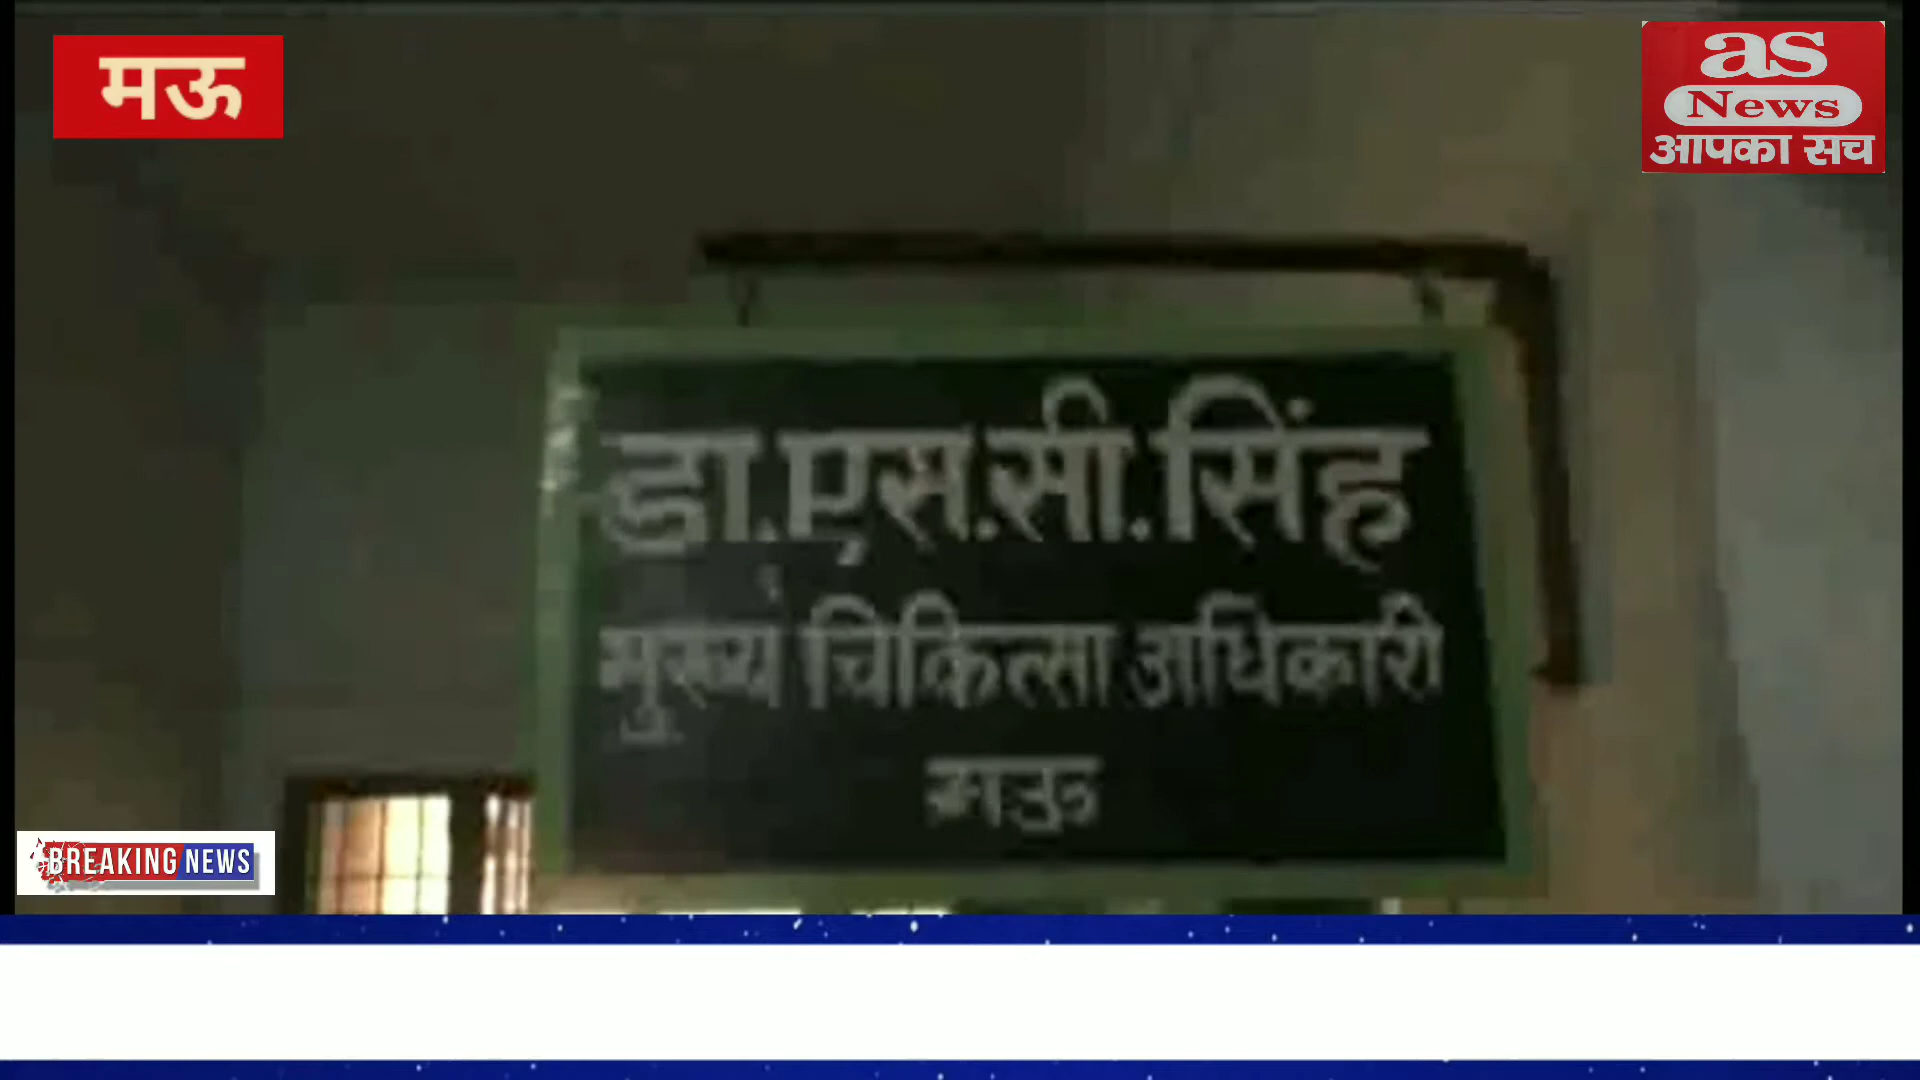 मऊ
as
News
आपका सच
डा.एस.सी.सिंह
मुख्य चिकित्सा अधिकारी
मऊ
BREAKING NEWS